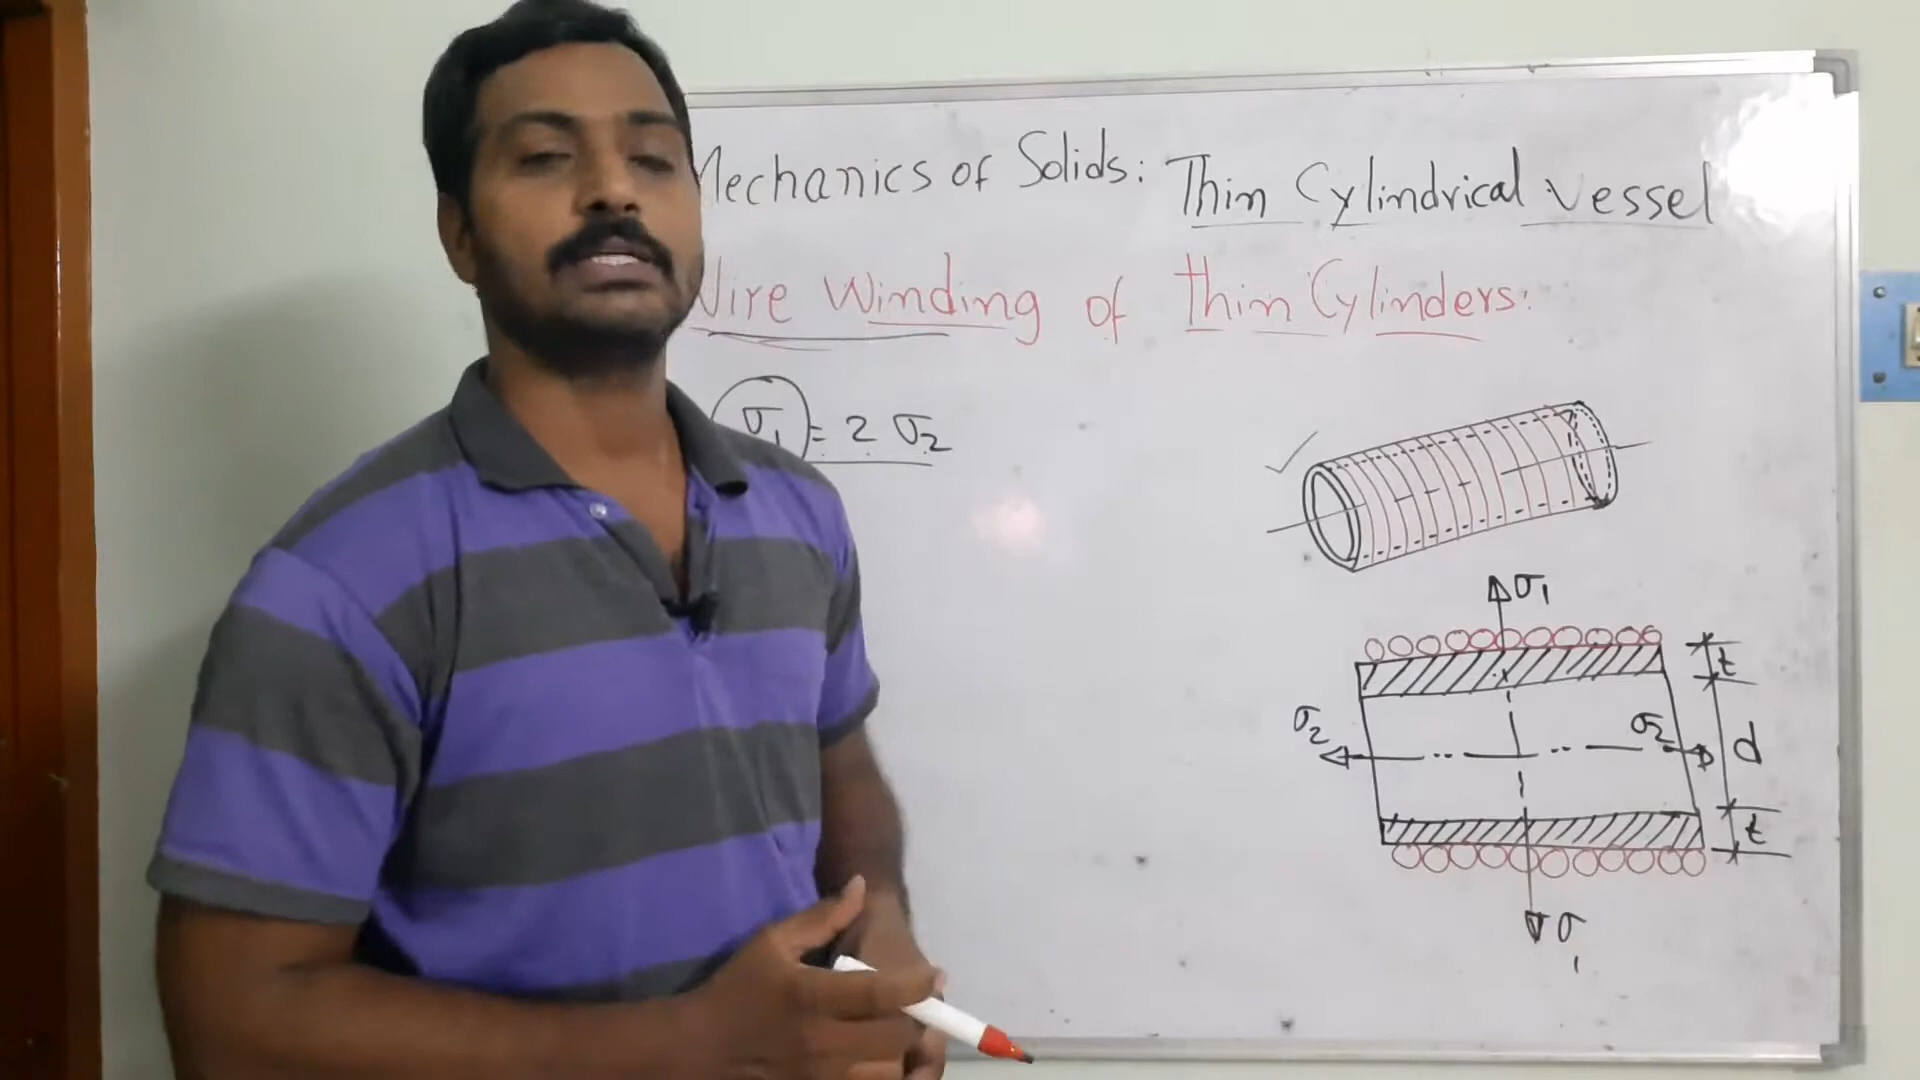 Mechanics of Solids: Thin Cylindrical Vessel
Wire Winding of thin Cylinders:
σ1 = 2 σ2
σ1
t
σ2
σ2
d
t
σ1